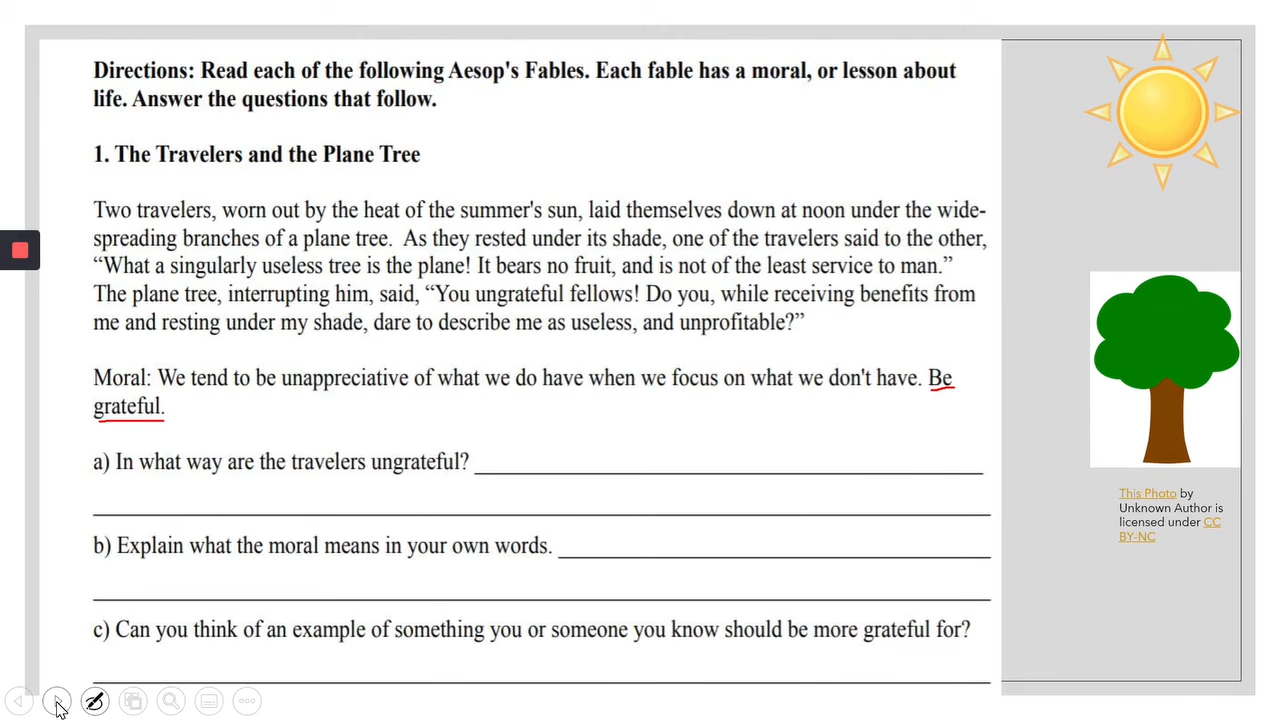 Directions: Read each of the following Aesop's Fables. Each fable has a moral, or lesson about
life. Answer the questions that follow.
1. The Travelers and the Plane Tree
Two travelers, worn out by the heat of the summer's sun, laid themselves down at noon under the wide-
spreading branches of a plane tree.  As they rested under its shade, one of the travelers said to the other,
“What a singularly useless tree is the plane! It bears no fruit, and is not of the least service to man.”
The plane tree, interrupting him, said, “You ungrateful fellows! Do you, while receiving benefits from
me and resting under my shade, dare to describe me as useless, and unprofitable?”
Moral: We tend to be unappreciative of what we do have when we focus on what we don't have. Be
grateful.
a) In what way are the travelers ungrateful?
b) Explain what the moral means in your own words.
c) Can you think of an example of something you or someone you know should be more grateful for?
This Photo by
Unknown Author is
licensed under CC
BY-NC